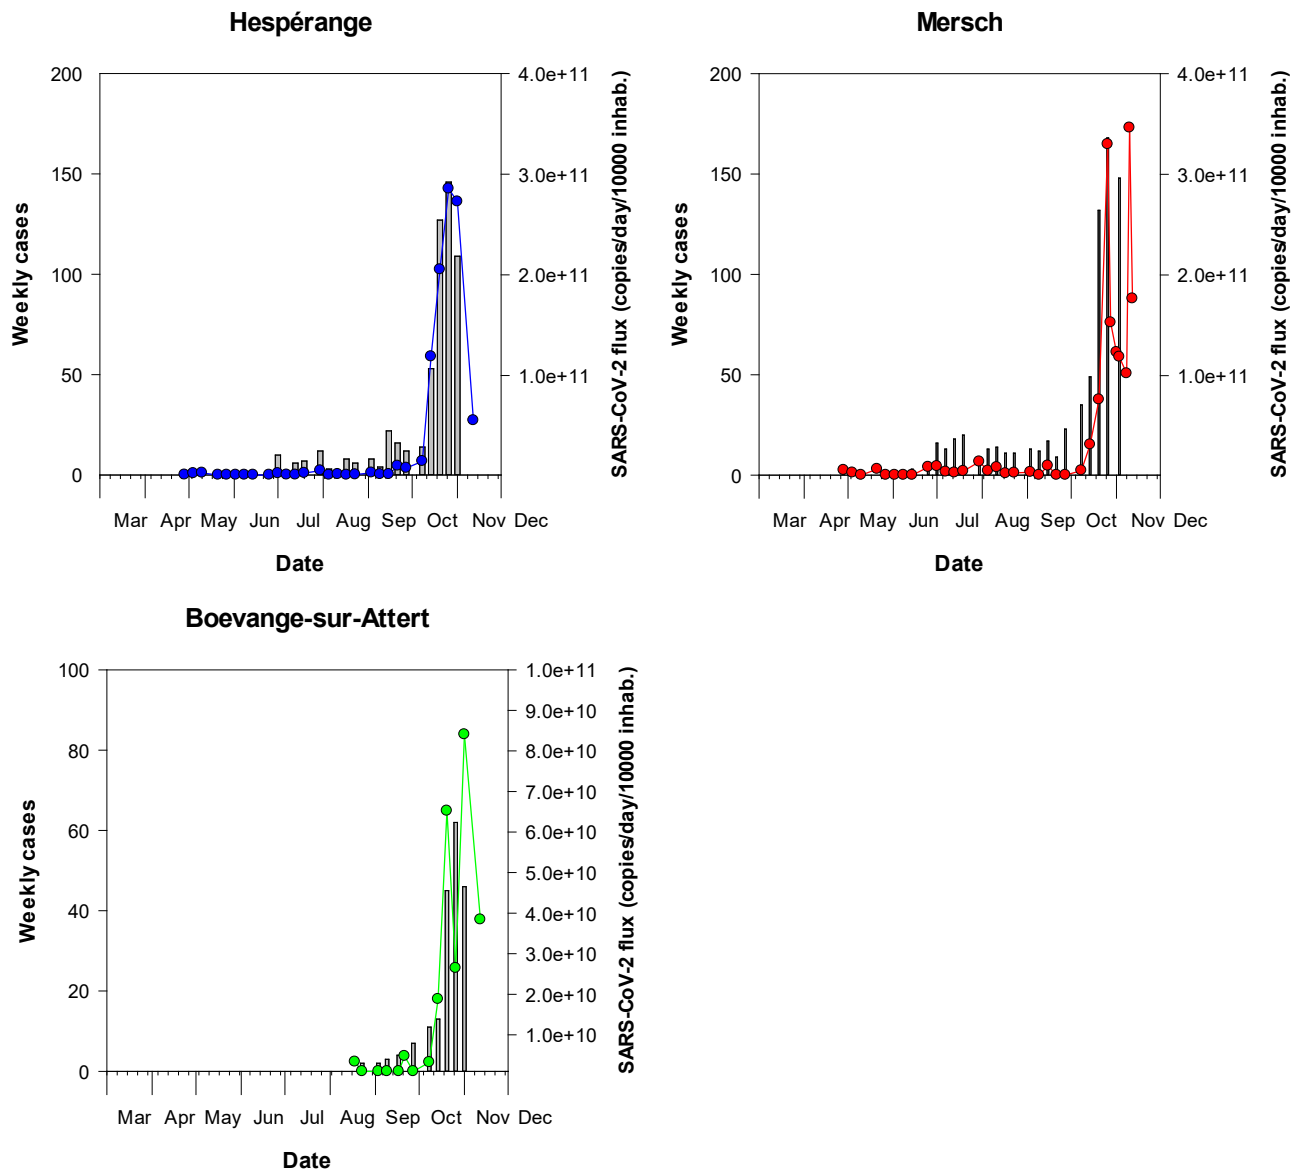 Hespérange
200
150
100
50
0
4.0e+11
3.0e+11
2.0e+11
1.0e+11
Weekly cases
SARS-CoV-2 flux (copies/day/10000 inhab.)
Mar Apr May Jun Jul Aug Sep Oct Nov Dec
Date
Mersch
200
150
100
50
0
4.0e+11
3.0e+11
2.0e+11
1.0e+11
Weekly cases
SARS-CoV-2 flux (copies/day/10000 inhab.)
Mar Apr May Jun Jul Aug Sep Oct Nov Dec
Date
Boevange-sur-Attert
100
80
60
40
20
0
1.0e+11
9.0e+10
8.0e+10
7.0e+10
6.0e+10
5.0e+10
4.0e+10
3.0e+10
2.0e+10
1.0e+10
Weekly cases
SARS-CoV-2 flux (copies/day/10000 inhab.)
Mar Apr May Jun Jul Aug Sep Oct Nov Dec
Date